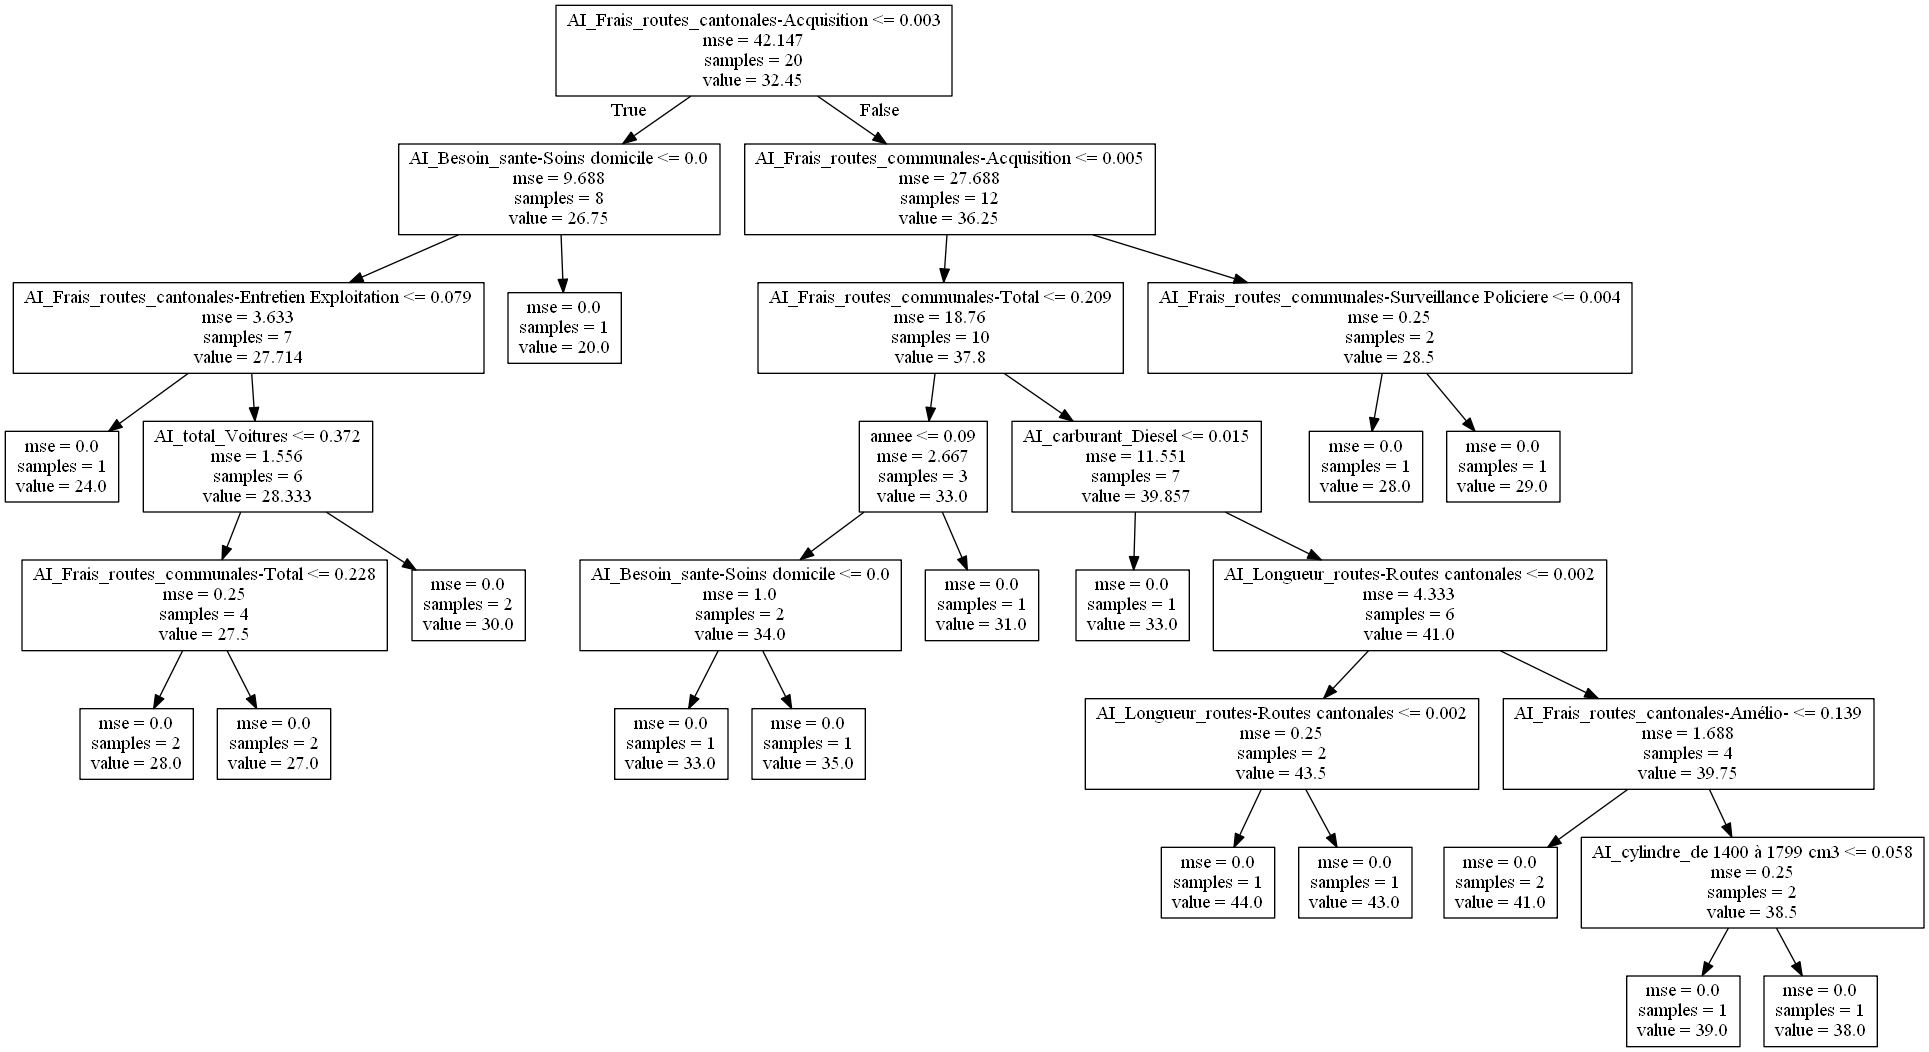 AI_Frais_routes_cantonales-Acquisition <= 0.003
mse = 42.147
samples = 20
value = 32.45
True
False
AI_Besoin_sante-Soins domicile <= 0.0
mse = 9.688
samples = 8
value = 26.75
AI_Frais_routes_communales-Acquisition <= 0.005
mse = 27.688
samples = 12
value = 36.25
AI_Frais_routes_cantonales-Entretien Exploitation <= 0.079
mse = 3.633
samples = 7
value = 27.714
mse = 0.0
samples = 1
value = 20.0
AI_Frais_routes_communales-Total <= 0.209
mse = 18.76
samples = 10
value = 37.8
AI_Frais_routes_communales-Surveillance Policiere <= 0.004
mse = 0.25
samples = 2
value = 28.5
mse = 0.0
samples = 1
value = 24.0
AI_total_Voitures <= 0.372
mse = 1.556
samples = 6
value = 28.333
annee <= 0.09
mse = 2.667
samples = 3
value = 33.0
AI_carburant_Diesel <= 0.015
mse = 11.551
samples = 7
value = 39.857
mse = 0.0
samples = 1
value = 28.0
mse = 0.0
samples = 1
value = 29.0
AI_Frais_routes_communales-Total <= 0.228
mse = 0.25
samples = 4
value = 27.5
mse = 0.0
samples = 2
value = 30.0
AI_Besoin_sante-Soins domicile <= 0.0
mse = 1.0
samples = 2
value = 34.0
mse = 0.0
samples = 1
value = 31.0
mse = 0.0
samples = 1
value = 33.0
AI_Longueur_routes-Routes cantonales <= 0.002
mse = 4.333
samples = 6
value = 41.0
mse = 0.0
samples = 2
value = 28.0
mse = 0.0
samples = 2
value = 27.0
mse = 0.0
samples = 1
value = 33.0
mse = 0.0
samples = 1
value = 35.0
AI_Longueur_routes-Routes cantonales <= 0.002
mse = 0.25
samples = 2
value = 43.5
AI_Frais_routes_cantonales-Amélio- <= 0.139
mse = 1.688
samples = 4
value = 39.75
mse = 0.0
samples = 1
value = 44.0
mse = 0.0
samples = 1
value = 43.0
mse = 0.0
samples = 2
value = 41.0
AI_cylindre_de 1400 à 1799 cm3 <= 0.058
mse = 0.25
samples = 2
value = 38.5
mse = 0.0
samples = 1
value = 39.0
mse = 0.0
samples = 1
value = 38.0